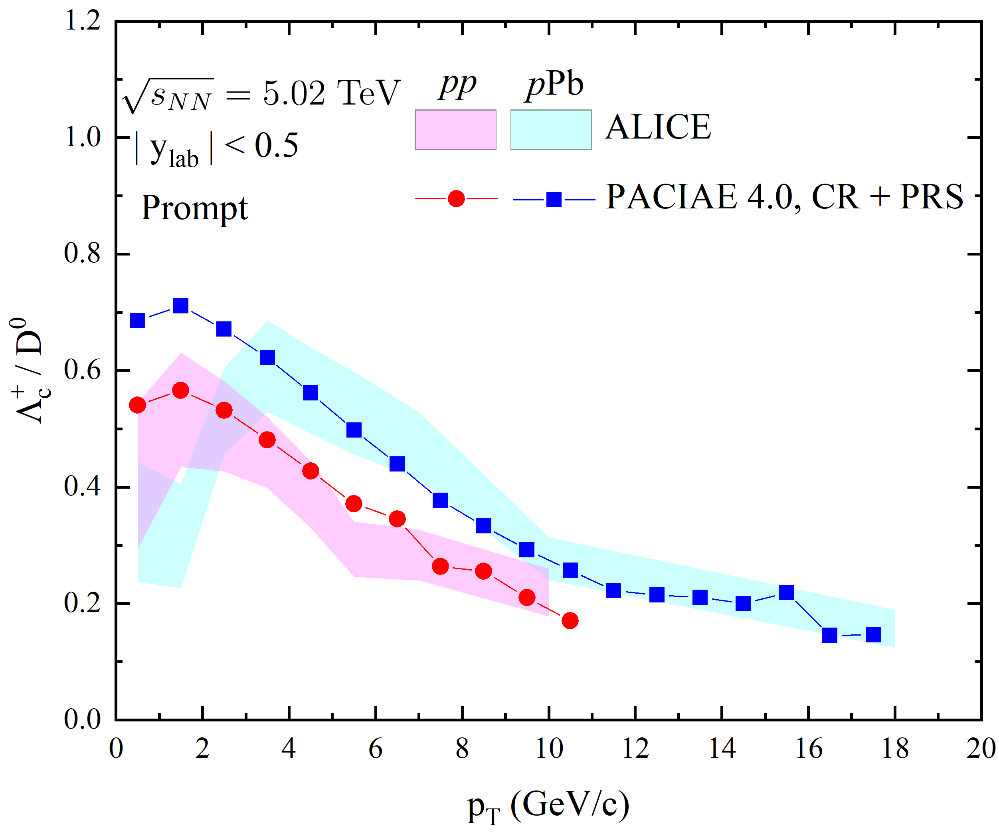 √s_NN = 5.02 TeV
| y_lab | < 0.5
Prompt
pp pPb
ALICE
PACIAE 4.0, CR + PRS
Λ_c^+ / D^0
1.2
1.0
0.8
0.6
0.4
0.2
0.0
0 2 4 6 8 10 12 14 16 18 20
p_T (GeV/c)